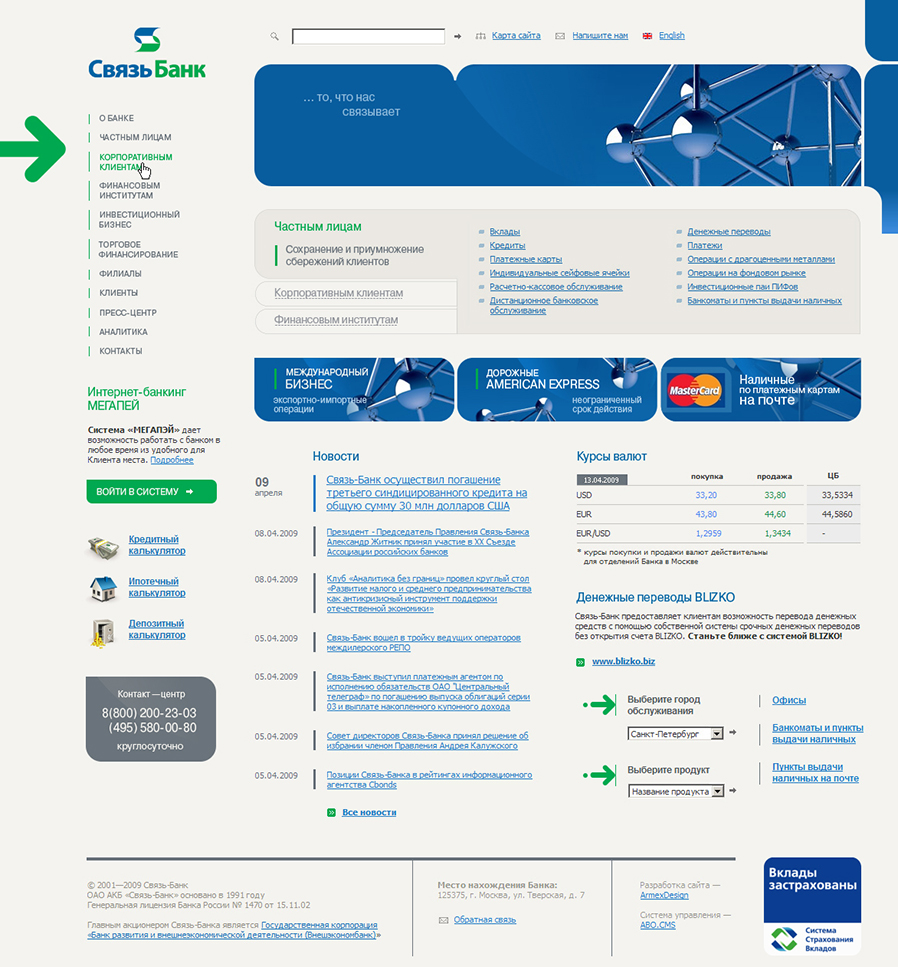 Связь Банк
Карта сайта
Напишите нам
English
… то, что нас
связывает
О БАНКЕ
ЧАСТНЫМ ЛИЦАМ
КОРПОРАТИВНЫМ
КЛИЕНТАМ
ФИНАНСОВЫМ
ИНСТИТУТАМ
ИНВЕСТИЦИОННЫЙ
БИЗНЕС
ТОРГОВОЕ
ФИНАНСИРОВАНИЕ
ФИЛИАЛЫ
КЛИЕНТЫ
ПРЕСС-ЦЕНТР
АНАЛИТИКА
КОНТАКТЫ
Частным лицам
Сохранение и приумножение
сбережений клиентов
Корпоративным клиентам
Финансовым институтам
Вклады
Кредиты
Платежные карты
Индивидуальные сейфовые ячейки
Расчетно-кассовое обслуживание
Дистанционное банковское
обслуживание
Денежные переводы
Платежи
Операции с драгоценными металлами
Операции на фондовом рынке
Инвестиционные паи ПИФов
Банкоматы и пункты выдачи наличных
МЕЖДУНАРОДНЫЙ
БИЗНЕС
экспортно-импортные
операции
ДОРОЖНЫЕ
AMERICAN EXPRESS
неограниченный
срок действия
MasterCard
Наличные
по платежным картам
на почте
Интернет-банкинг
МЕГАПЕЙ
Система «МЕГАПЭЙ» дает
возможность работать с банком в
любое время из удобного для
Клиента места. Подробнее
ВОЙТИ В СИСТЕМУ
Кредитный
калькулятор
Ипотечный
калькулятор
Депозитный
калькулятор
Контакт —центр
8(800) 200-23-03
(495) 580-00-80
круглосуточно
Новости
09
апреля
Связь-Банк осуществил погашение
третьего синдицированного кредита на
общую сумму 30 млн долларов США
08.04.2009
Президент - Председатель Правления Связь-Банка
Александр Житник принял участие в XX Съезде
Ассоциации российских банков
08.04.2009
Клуб «Аналитика без границ» провел круглый стол
«Развитие малого и среднего предпринимательства
как антикризисный инструмент поддержки
отечественной экономики»
05.04.2009
Связь-Банк вошел в тройку ведущих операторов
междилерского РЕПО
05.04.2009
Связь-Банк выступил платежным агентом по
исполнению обязательств ОАО "Центральный
телеграф» по погашению выпуска облигаций серии
03 и выплате накопленного купонного дохода
05.04.2009
Совет директоров Связь-Банка принял решение об
избрании членом Правления Андрея Калужского
05.04.2009
Позиции Связь-Банка в рейтингах информационного
агентства Cbonds
Все новости
Курсы валют
13.04.2009 покупка продажа ЦБ
USD 33,20 33,80 33,5334
EUR 43,80 44,60 44,5860
EUR/USD 1,2959 1,3434 -
* курсы покупки и продажи валют действительны
для отделений Банка в Москве
Денежные переводы BLIZKO
Связь-Банк предоставляет клиентам возможность перевода денежных
средств с помощью собственной системы срочных денежных переводов
без открытия счета BLIZKO. Станьте ближе с системой BLIZKO!
www.blizko.biz
Выберите город
обслуживания
Санкт-Петербург
Выберите продукт
Название продукта
Офисы
Банкоматы и пункты
выдачи наличных
Пункты выдачи
наличных на почте
© 2001—2009 Связь-Банк
ОАО АКБ «Связь-Банк» основано в 1991 году
Генеральная лицензия Банка России № 1470 от 15.11.02
Главным акционером Связь-Банка является Государственная корпорация
«Банк развития и внешнеэкономической деятельности (Внешэкономбанк)»
Место нахождения Банка:
125375, г. Москва, ул. Тверская, д. 7
Обратная связь
Разработка сайта —
ArmexDesign
Система управления —
ABO.CMS
Вклады
застрахованы
Система
Страхования
Вкладов